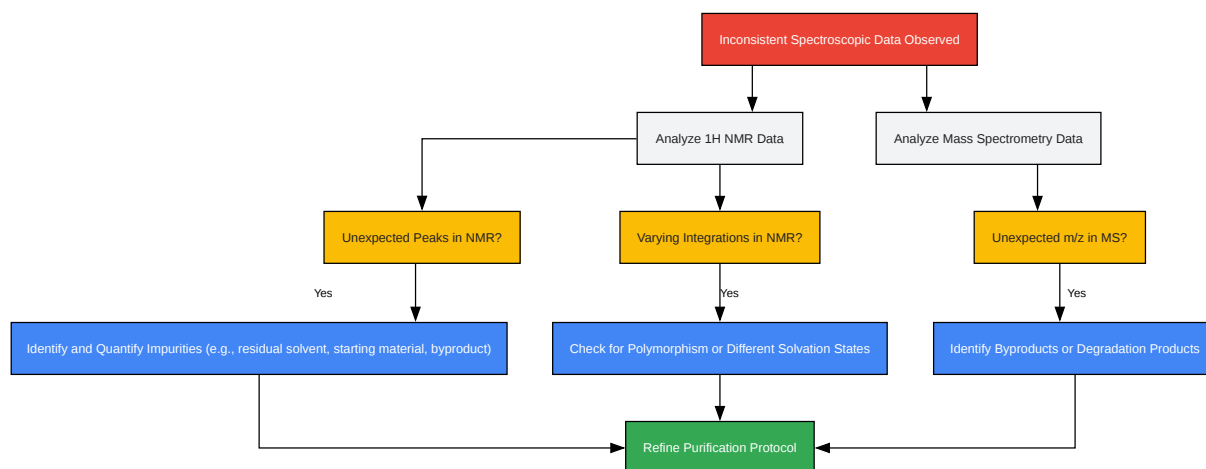 Inconsistent Spectroscopic Data Observed
Analyze 1H NMR Data
Analyze Mass Spectrometry Data
Unexpected Peaks in NMR?
Varying Integrations in NMR?
Unexpected m/z in MS?
Yes
Yes
Yes
Identify and Quantify Impurities (e.g., residual solvent, starting material, byproduct)
Check for Polymorphism or Different Solvation States
Identify Byproducts or Degradation Products
Refine Purification Protocol